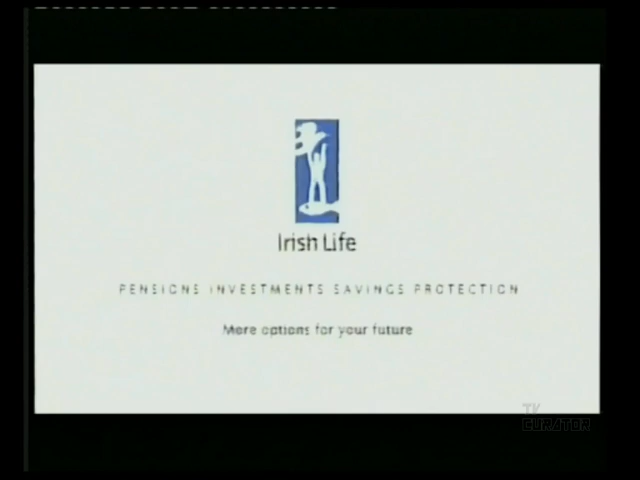 Irish Life
PENSIONS INVESTMENTS SAVINGS PROTECTION
More options for your future
TV
CURATOR